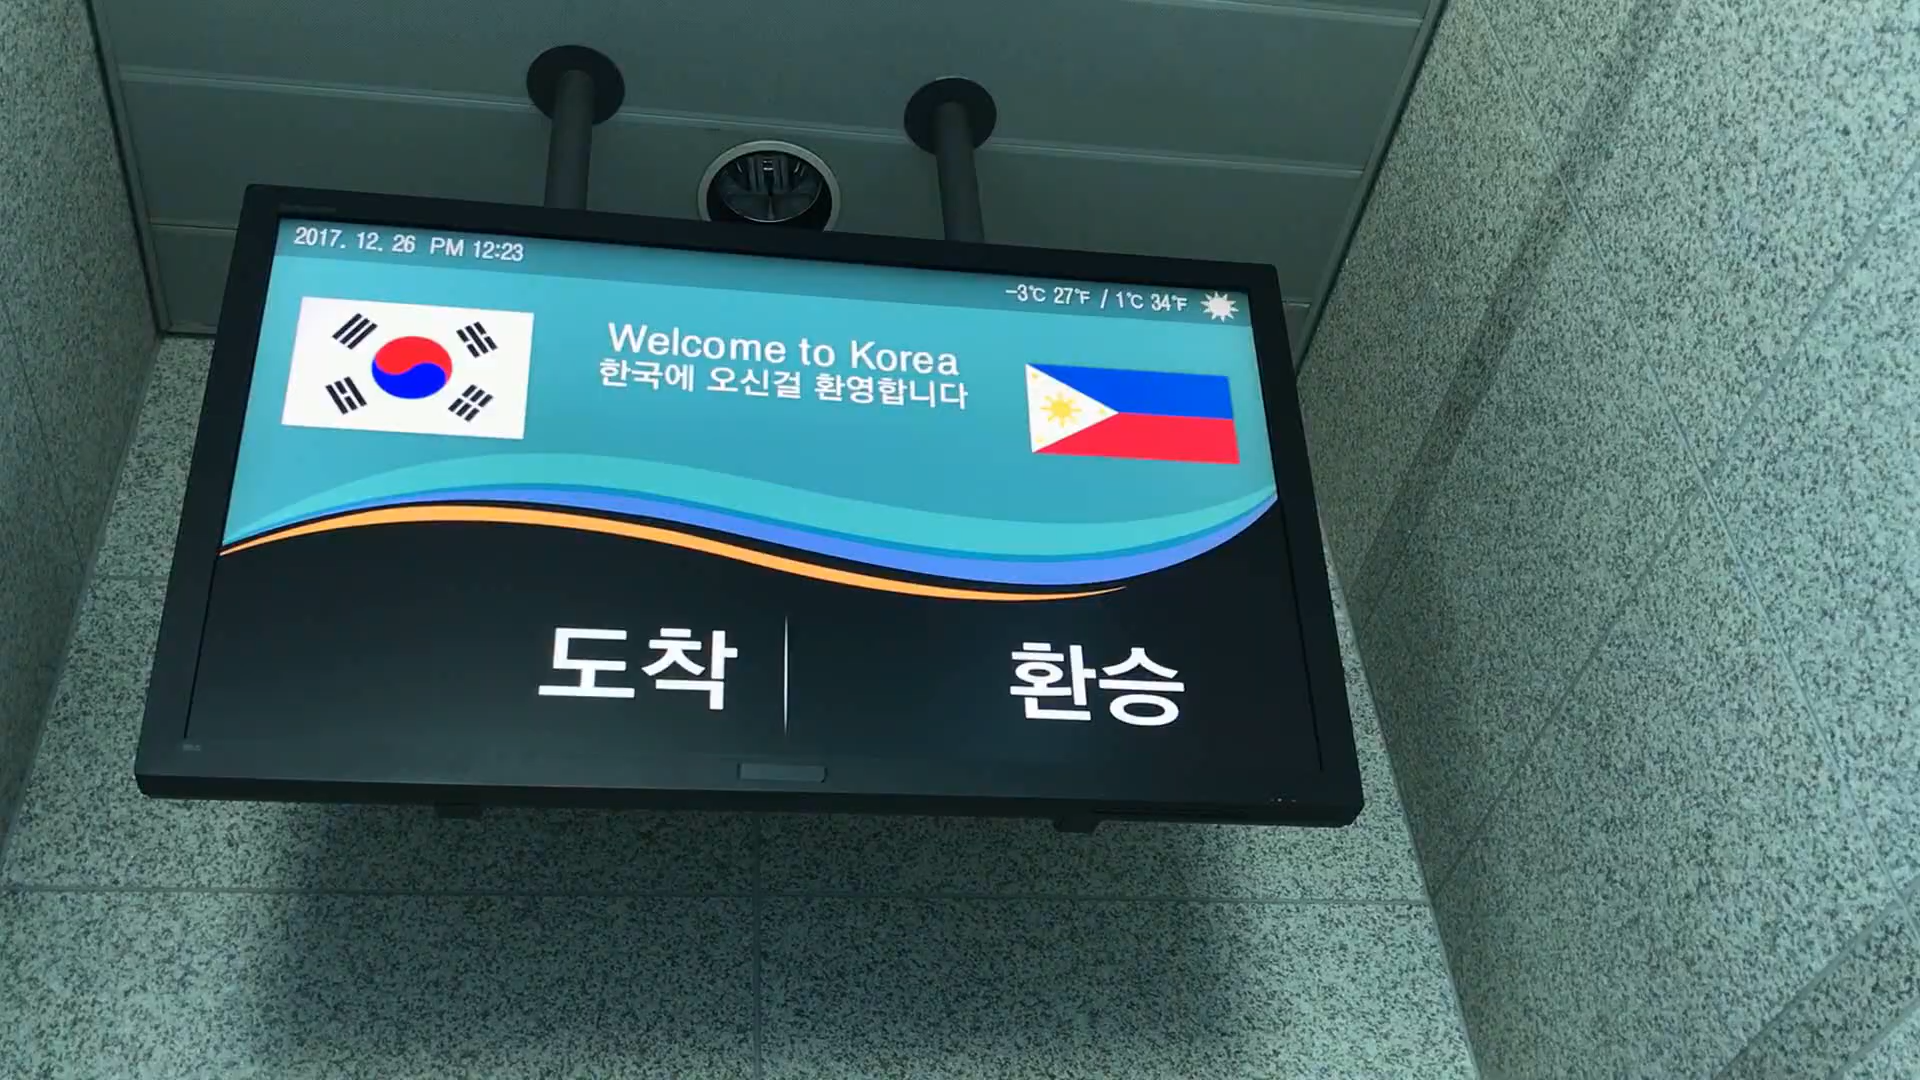 2017. 12. 26 PM 12:23
-3℃ 27℉ / 1℃ 34℉
Welcome to Korea
한국에 오신걸 환영합니다
도착 환승